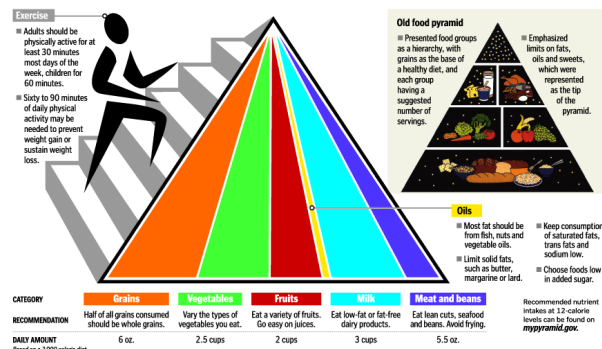 Exercise
Adults should be
physically active for at
least 30 minutes
most days of the
week, children for
60 minutes.
Sixty to 90 minutes
of daily physical
activity may be
needed to prevent
weight gain or
sustain weight
loss.
Old food pyramid
Presented food groups
as a hierarchy, with
grains as the base of
a healthy diet, and
each group
having a
suggested
number of
servings.
Emphasized
limits on fats,
oils and sweets,
which were
represented
as the tip
of the
pyramid.
Oils
Most fat should be
from fish, nuts and
vegetable oils.
Limit solid fats,
such as butter,
margarine or lard.
Keep consumption
of saturated fats,
trans fats and
sodium low.
Choose foods low
in added sugar.
CATEGORY Grains Vegetables Fruits Milk Meat and beans
RECOMMENDATION
Half of all grains consumed
should be whole grains.
Vary the types of
vegetables you eat.
Eat a variety of fruits.
Go easy on juices.
Eat low-fat or fat-free
dairy products.
Eat lean cuts, seafood
and beans. Avoid frying.
DAILY AMOUNT 6 oz. 2.5 cups 2 cups 3 cups 5.5 oz.
Recommended nutrient
intakes at 12-calorie
levels can be found on
mypyramid.gov.